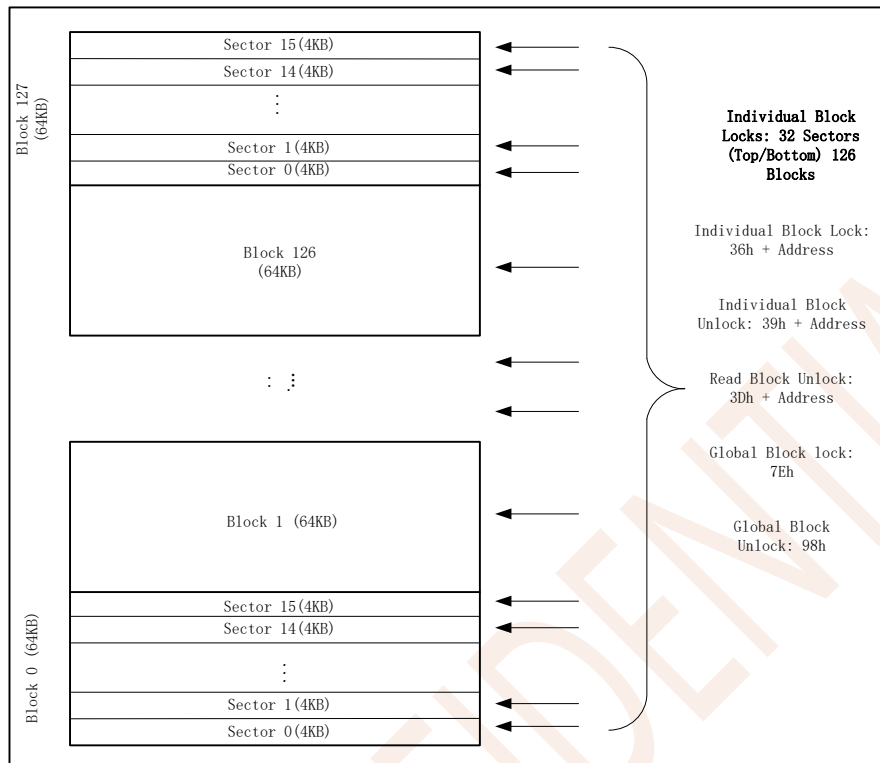 Block 127
(64KB)
Sector 15(4KB)
Sector 14(4KB)
Sector 1(4KB)
Sector 0(4KB)
Block 126
(64KB)
Block 1 (64KB)
Block 0 (64KB)
Sector 15(4KB)
Sector 14(4KB)
Sector 1(4KB)
Sector 0(4KB)
Individual Block
Locks: 32 Sectors
(Top/Bottom) 126
Blocks
Individual Block Lock:
36h + Address
Individual Block
Unlock: 39h + Address
Read Block Unlock:
3Dh + Address
Global Block lock:
7Eh
Global Block
Unlock: 98h